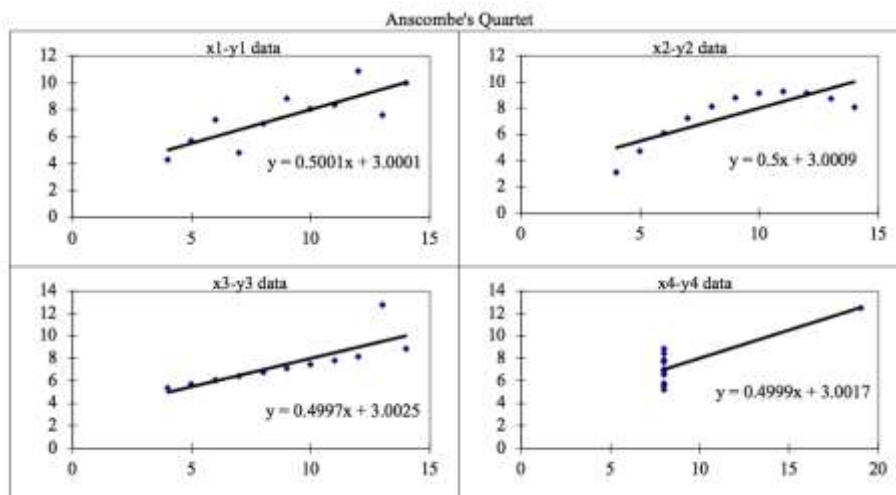 Anscombe's Quartet
x1-y1 data
12
10
8
6
4
2
0
y = 0.5001x + 3.0001
0 5 10 15
x2-y2 data
12
10
8
6
4
2
0
y = 0.5x + 3.0009
0 5 10 15
x3-y3 data
14
12
10
8
6
4
2
0
y = 0.4997x + 3.0025
0 5 10 15
x4-y4 data
14
12
10
8
6
4
2
0
y = 0.4999x + 3.0017
0 5 10 15 20